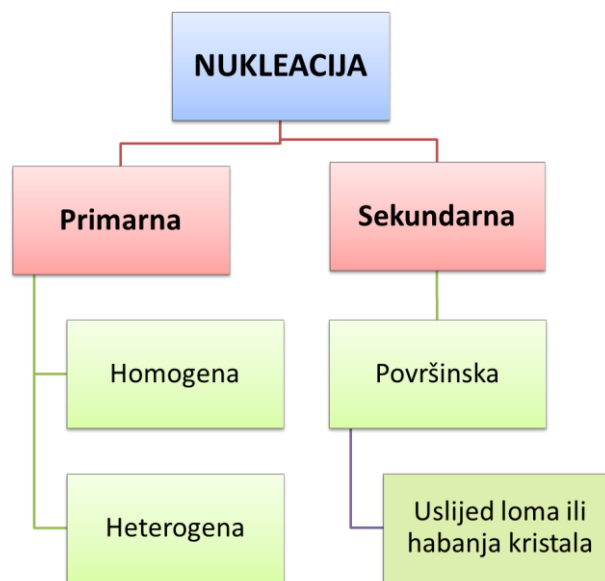 NUKLEACIJA
Primarna
Sekundarna
Homogena
Površinska
Heterogena
Uslijed loma ili
habanja kristala